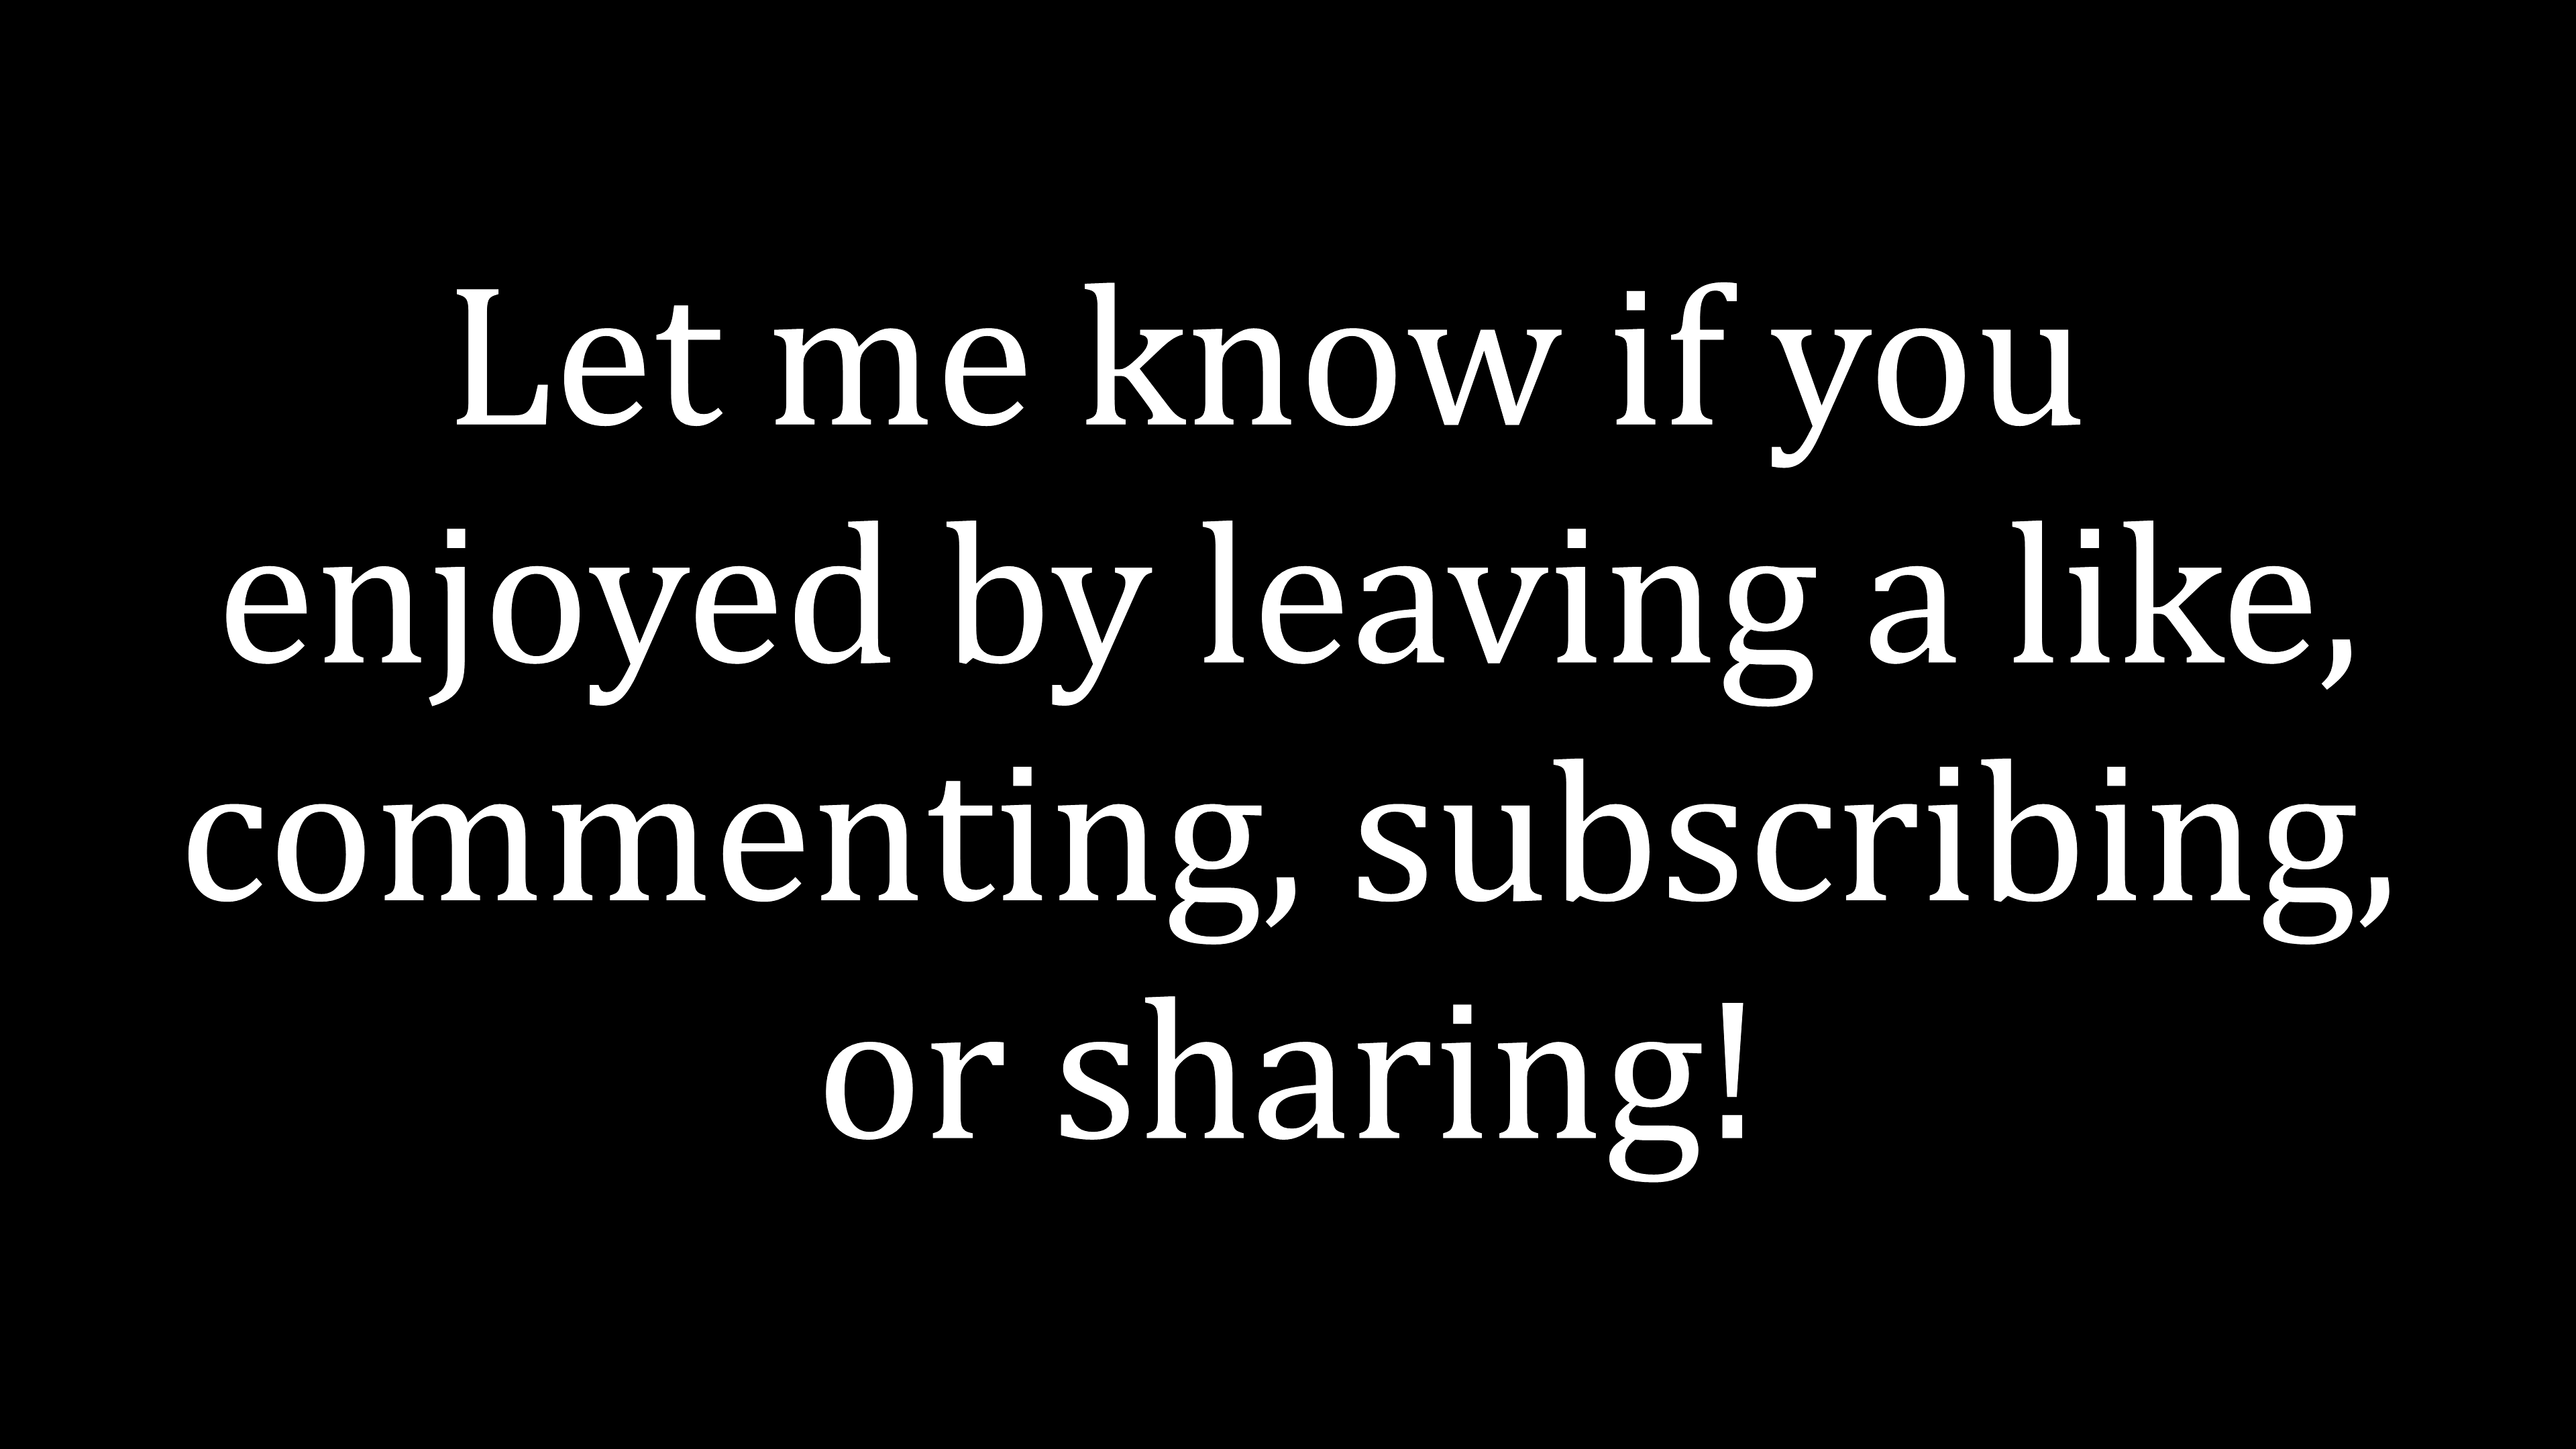 Let me know if you
enjoyed by leaving a like,
commenting, subscribing,
or sharing!